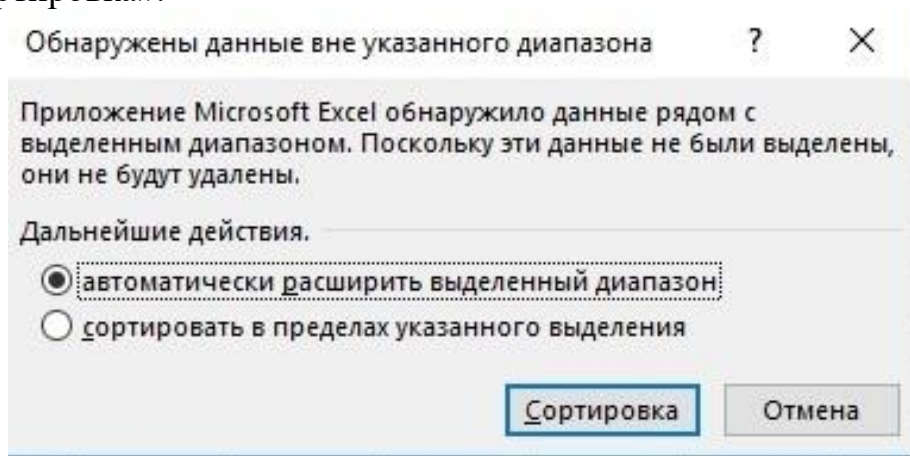 Обнаружены данные вне указанного диапазона ? ×
Приложение Microsoft Excel обнаружило данные рядом с
выделенным диапазоном. Поскольку эти данные не были выделены,
они не будут удалены.
Дальнейшие действия.
автоматически расширить выделенный диапазон
сортировать в пределах указанного выделения
Сортировка Отмена